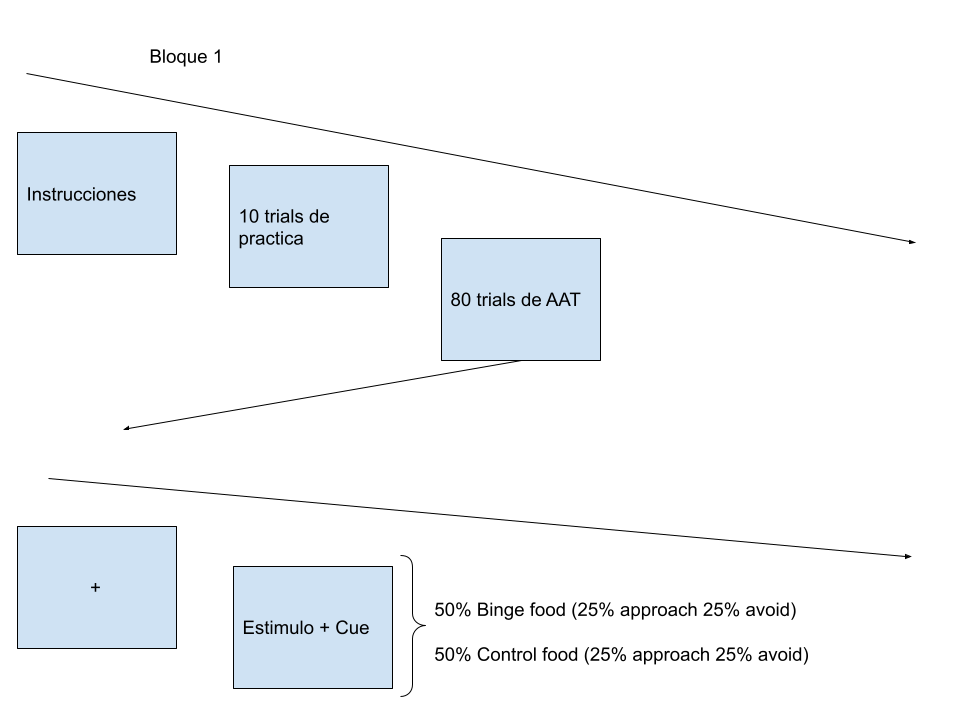 Bloque 1
Instrucciones
10 trials de
practica
80 trials de AAT
+
Estimulo + Cue
50% Binge food (25% approach 25% avoid)
50% Control food (25% approach 25% avoid)